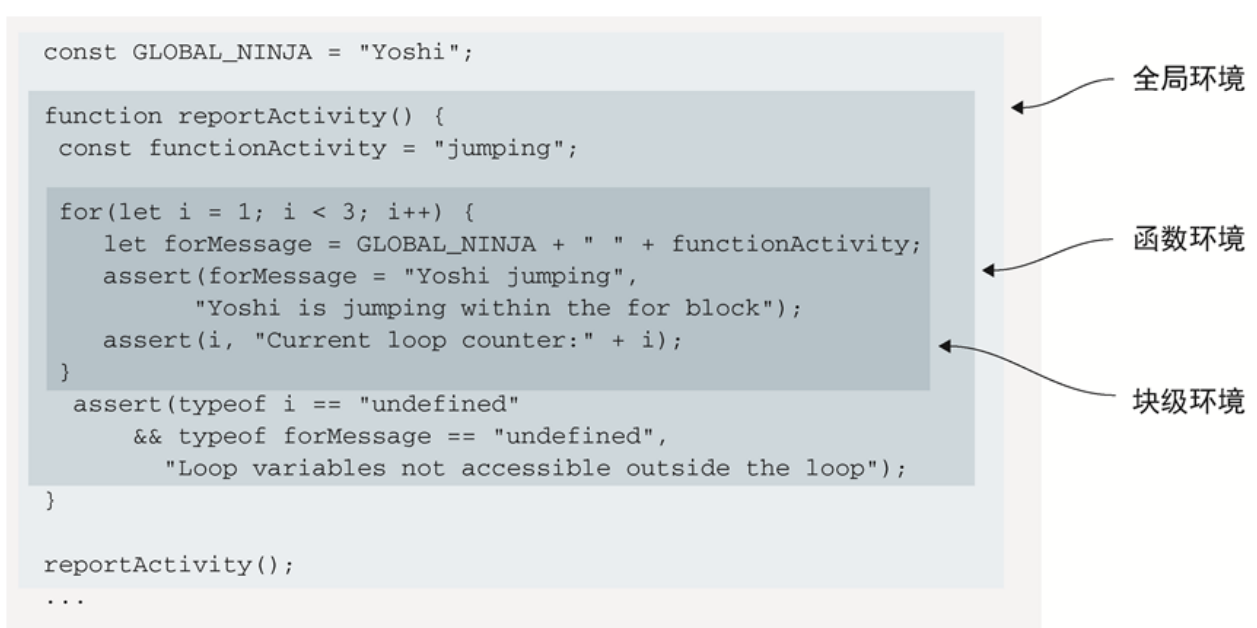 const GLOBAL_NINJA = "Yoshi";
全局环境
function reportActivity() {
const functionActivity = "jumping";
for(let i = 1; i < 3; i++) {
let forMessage = GLOBAL_NINJA + " " + functionActivity;
函数环境
assert(forMessage = "Yoshi jumping",
"Yoshi is jumping within the for block");
assert(i, "Current loop counter:" + i);
}
块级环境
assert(typeof i == "undefined"
&& typeof forMessage == "undefined",
"Loop variables not accessible outside the loop");
}
reportActivity();
...